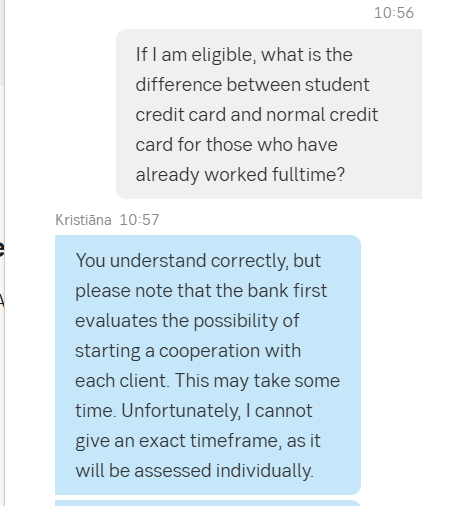 10:56
If I am eligible, what is the
difference between student
credit card and normal credit
card for those who have
already worked fulltime?
Kristiāna 10:57
You understand correctly, but
please note that the bank first
evaluates the possibility of
starting a cooperation with
each client. This may take some
time. Unfortunately, I cannot
give an exact timeframe, as it
will be assessed individually.